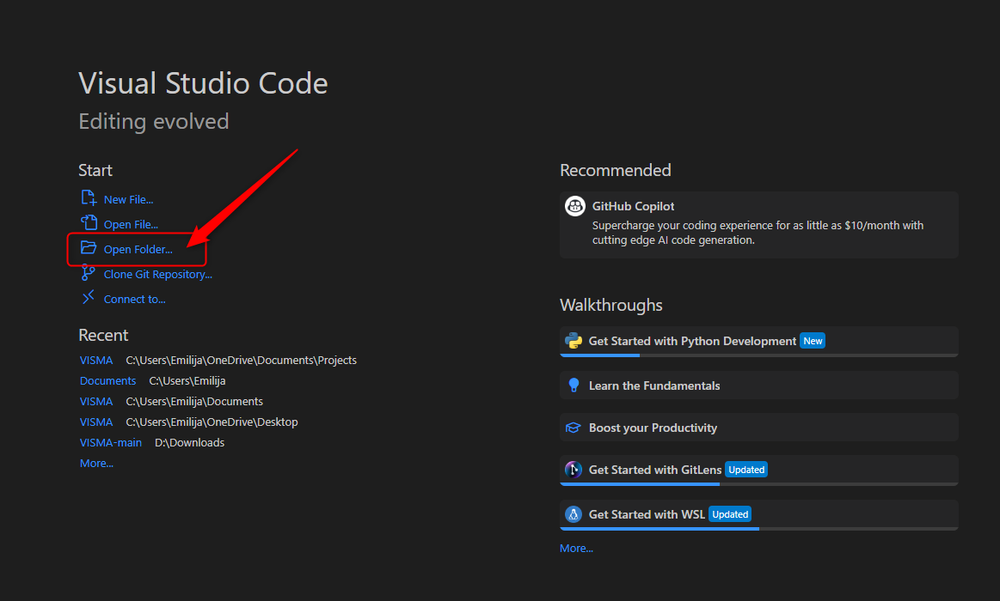 Visual Studio Code
Editing evolved
Start
New File...
Open File...
Open Folder...
Clone Git Repository...
Connect to...
Recent
VISMA C:\Users\Emilija\OneDrive\Documents\Projects
Documents C:\Users\Emilija
VISMA C:\Users\Emilija\Documents
VISMA C:\Users\Emilija\OneDrive\Desktop
VISMA-main D:\Downloads
More...
Recommended
GitHub Copilot
Supercharge your coding experience for as little as $10/month with
cutting edge AI code generation.
Walkthroughs
Get Started with Python Development New
Learn the Fundamentals
Boost your Productivity
Get Started with GitLens Updated
Get Started with WSL Updated
More...